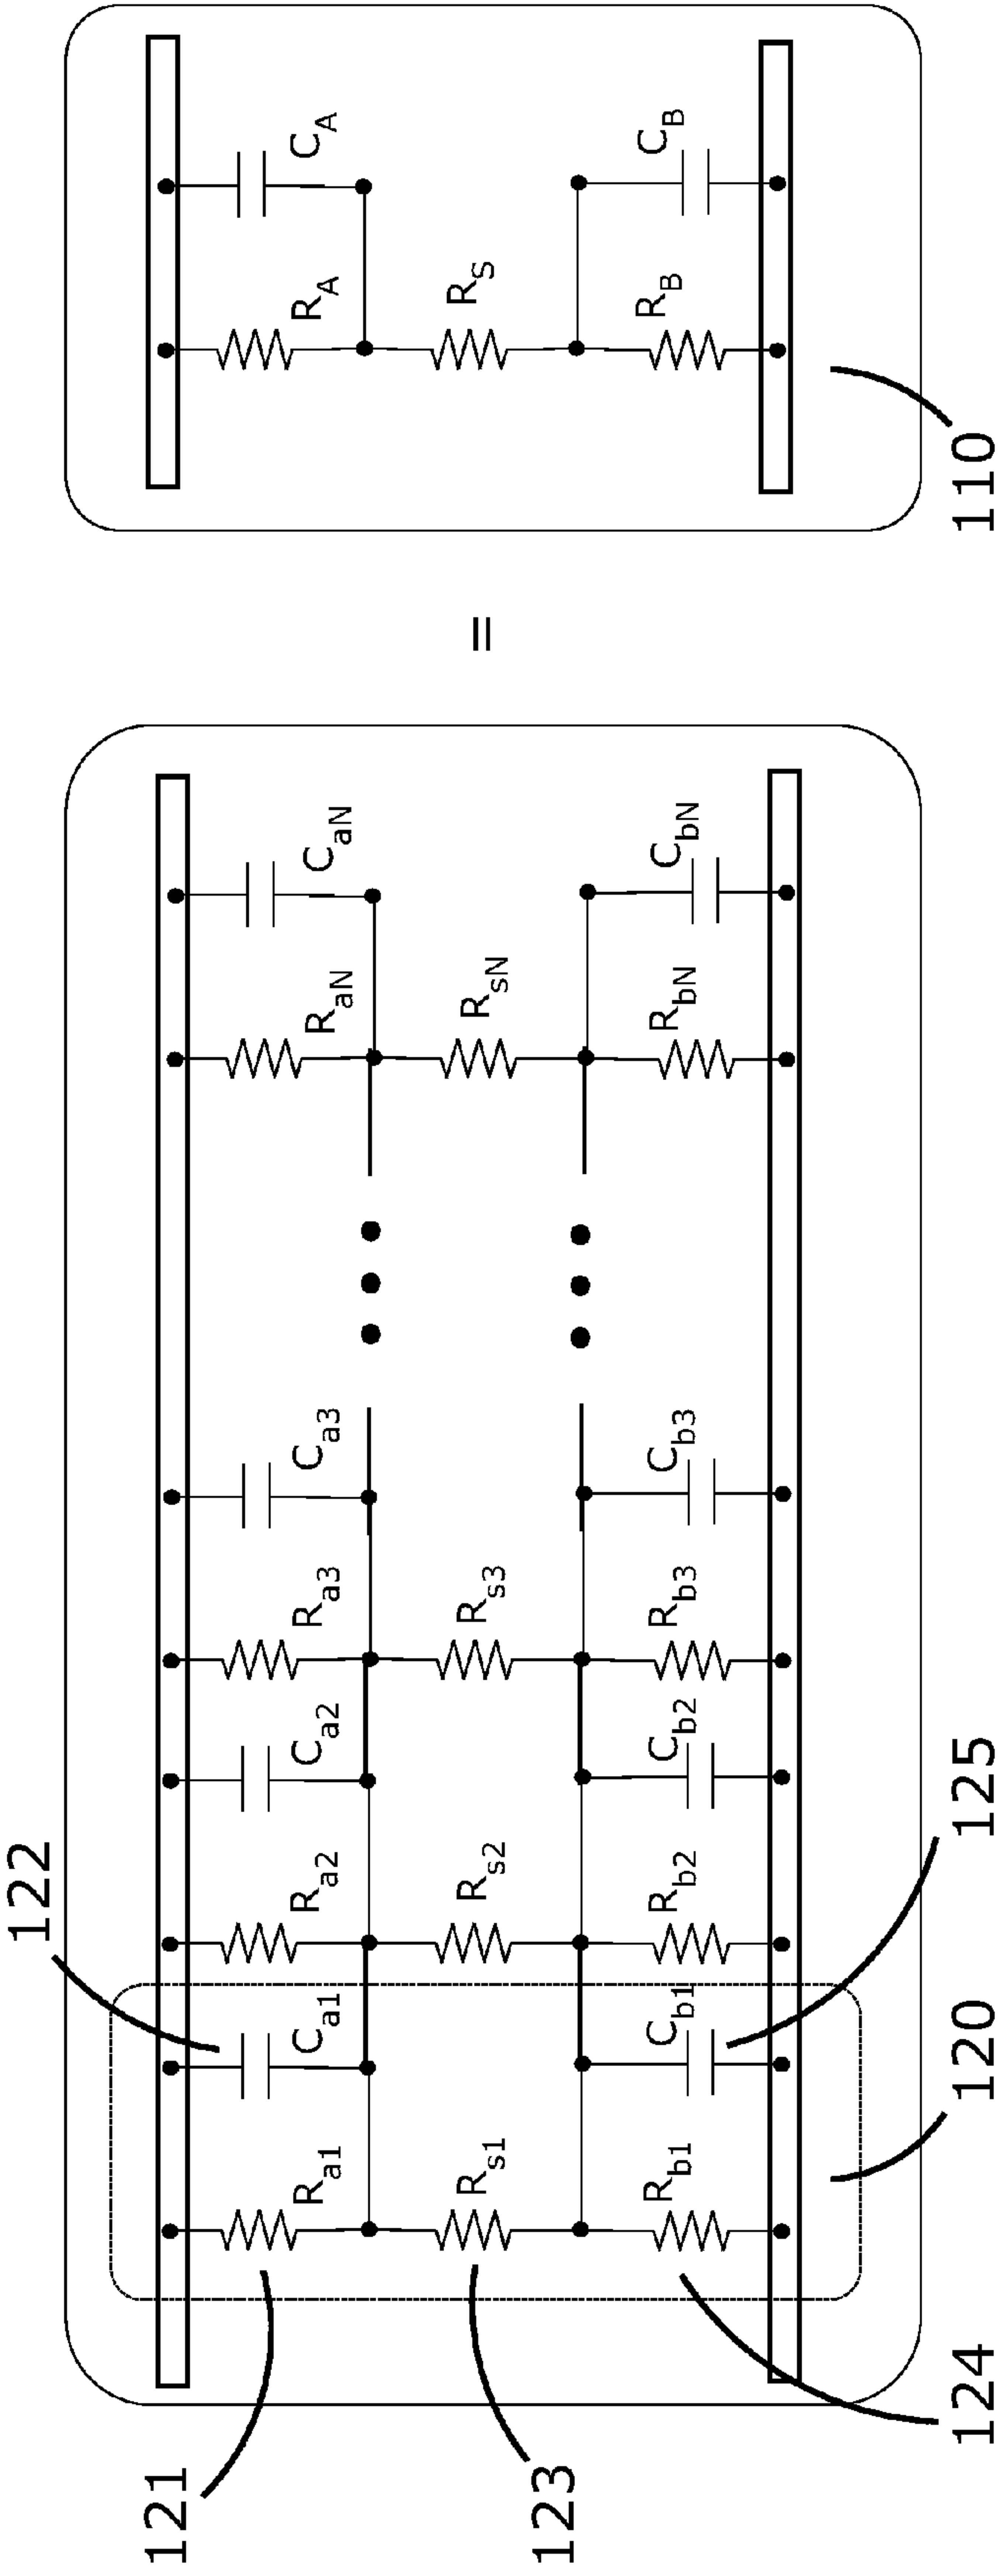 122
C_a1 C_a2 C_a3 C_aN C_A
121 R_a1 R_a2 R_a3 R_aN R_A
123 R_s1 R_s2 R_s3 R_sN = R_S
C_b1 C_b2 C_b3 C_bN C_B
R_b1 R_b2 R_b3 R_bN R_B
124 120 125 110